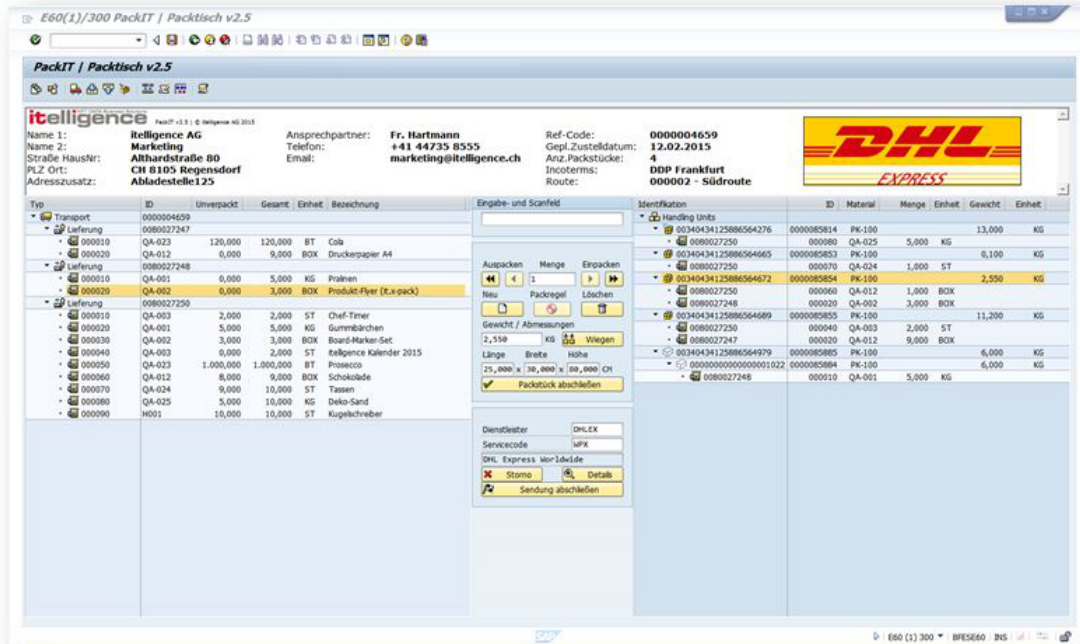 E60(1)/300 PackIT | Packtisch v2.5
PackIT | Packtisch v2.5
itelligence PackIT v2.5 | © itelligence AG 2015
Name 1: itelligence AG Ansprechpartner: Fr. Hartmann Ref-Code: 0000004659
Name 2: Marketing Telefon: +41 44735 8555 Gepl.Zustelldatum: 12.02.2015
Straße HausNr: Althardstraße 80 Email: marketing@itelligence.ch Anz.Packstücke: 4
PLZ Ort: CH 8105 Regensdorf Incoterms: DDP Frankfurt
Adresszusatz: Abladestelle125 Route: 000002 - Südroute
DHL
EXPRESS
Typ ID Unverpackt Gesamt Einheit Bezeichnung
Transport 0000004659
Lieferung 0080027247
000010 QA-023 120,000 120,000 BT Cola
000020 QA-012 0,000 9,000 BOX Druckerpapier A4
Lieferung 0080027248
000010 QA-001 0,000 5,000 KG Pralinen
000020 QA-002 0,000 3,000 BOX Produkt-Flyer (it.x-pack)
Lieferung 0080027250
000010 QA-003 2,000 2,000 ST Chef-Timer
000020 QA-001 5,000 5,000 KG Gummibärchen
000030 QA-002 3,000 3,000 BOX Board-Marker-Set
000040 QA-003 0,000 2,000 ST itelligence Kalender 2015
000050 QA-023 1.000,000 1.000,000 BT Prosecco
000060 QA-012 8,000 9,000 BOX Schokolade
000070 QA-024 9,000 10,000 ST Tassen
000080 QA-025 5,000 10,000 KG Deko-Sand
000090 H001 10,000 10,000 ST Kugelschreiber
Eingabe- und Scanfeld
Auspacken Menge Einpacken
1
Neu Packregel Löschen
Gewicht / Abmessungen
2,550 KG Wiegen
Länge Breite Höhe
25,000 x 30,000 x 80,000 CM
Packstück abschließen
Dienstleister DHLEX
Servicecode WPX
DHL Express Worldwide
Storno Details
Sendung abschließen
Identifikation ID Material Menge Einheit Gewicht Einheit
Handling Units
00340434125886564276 0000085814 PK-100 13,000 KG
0080027250 000080 QA-025 5,000 KG
00340434125886564665 0000085853 PK-100 0,100 KG
0080027250 000070 QA-024 1,000 ST
00340434125886564672 0000085854 PK-100 2,550 KG
0080027250 000060 QA-012 1,000 BOX
0080027248 000020 QA-002 3,000 BOX
00340434125886564689 0000085855 PK-100 11,200 KG
0080027250 000040 QA-003 2,000 ST
0080027247 000020 QA-012 9,000 BOX
00340434125886564979 0000085885 PK-100 6,000 KG
00000000000000001022 0000085884 PK-100 6,000 KG
0080027248 000010 QA-001 5,000 KG
SAP
E60 (1) 300 BFESE60 INS